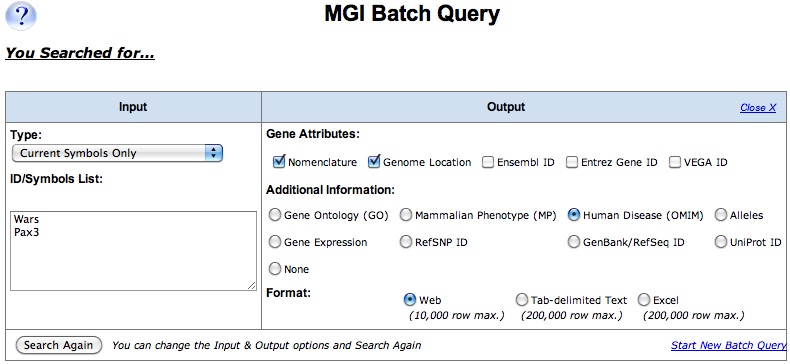 ?
MGI Batch Query
You Searched for...
Input
Output
Close X
Type:
Current Symbols Only
ID/Symbols List:
Wars
Pax3
Gene Attributes:
Nomenclature Genome Location Ensembl ID Entrez Gene ID VEGA ID
Additional Information:
Gene Ontology (GO) Mammalian Phenotype (MP) Human Disease (OMIM) Alleles
Gene Expression RefSNP ID GenBank/RefSeq ID UniProt ID
None
Format:
Web Tab-delimited Text Excel
(10,000 row max.) (200,000 row max.) (200,000 row max.)
Search Again You can change the Input & Output options and Search Again Start New Batch Query